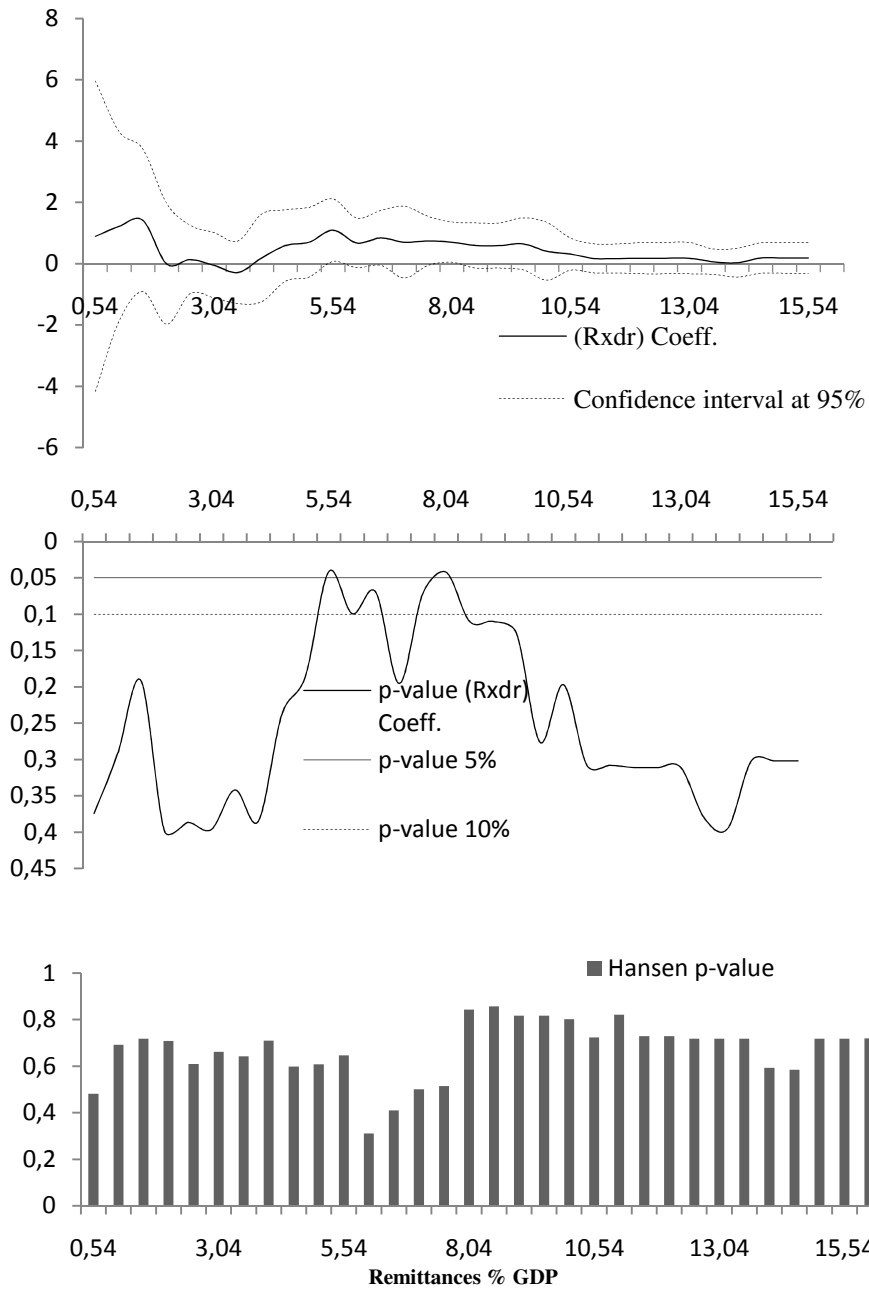 8
6
4
2
0
-2
-4
-6
0,54 3,04 5,54 8,04 10,54 13,04 15,54
(Rxdr) Coeff.
Confidence interval at 95%
0,54 3,04 5,54 8,04 10,54 13,04 15,54
0
0,05
0,1
0,15
0,2
0,25
0,3
0,35
0,4
0,45
p-value (Rxdr)
Coeff.
p-value 5%
p-value 10%
Hansen p-value
1
0,8
0,6
0,4
0,2
0
0,54 3,04 5,54 8,04 10,54 13,04 15,54
Remittances % GDP